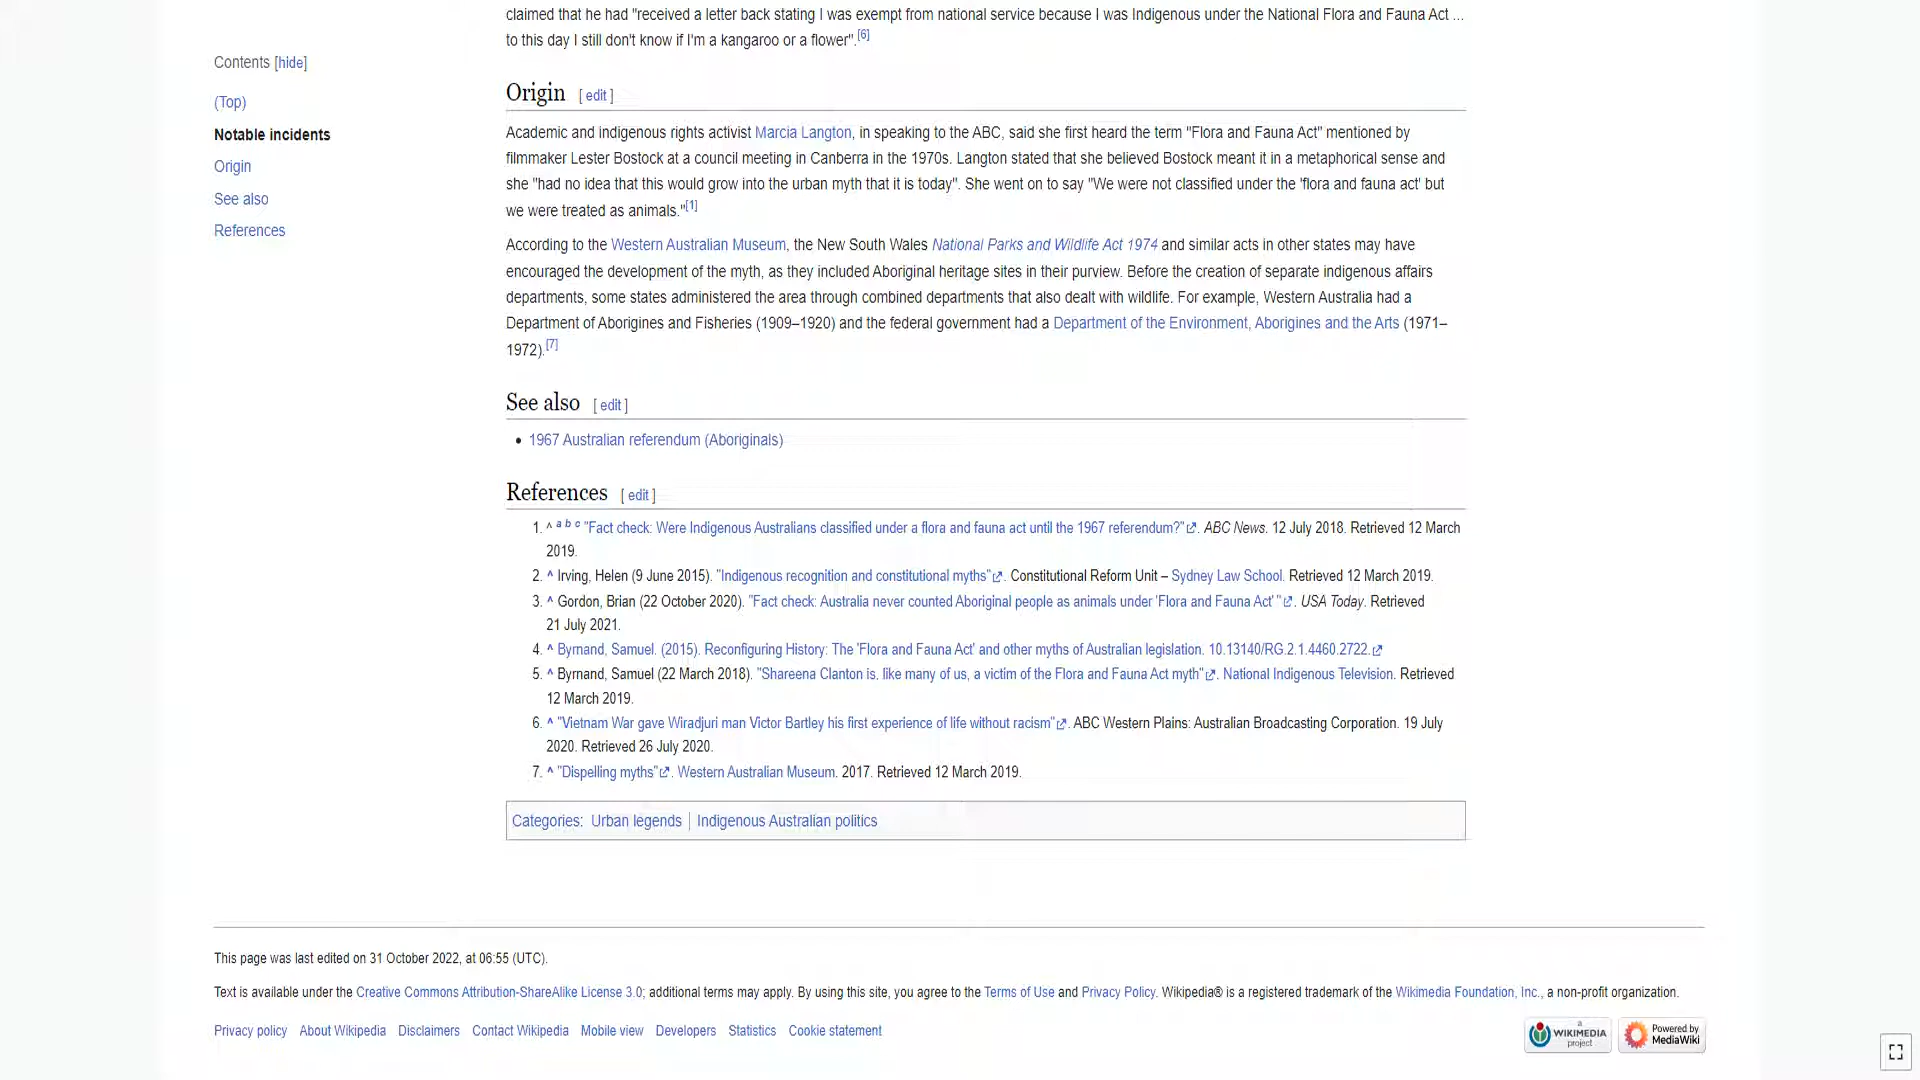 claimed that he had "received a letter back stating I was exempt from national service because I was Indigenous under the National Flora and Fauna Act ...
to this day I still don't know if I'm a kangaroo or a flower".[6]
Contents [hide]
(Top)
Notable incidents
Origin
See also
References
Origin [ edit ]
Academic and indigenous rights activist Marcia Langton, in speaking to the ABC, said she first heard the term "Flora and Fauna Act" mentioned by
filmmaker Lester Bostock at a council meeting in Canberra in the 1970s. Langton stated that she believed Bostock meant it in a metaphorical sense and
she "had no idea that this would grow into the urban myth that it is today". She went on to say "We were not classified under the 'flora and fauna act' but
we were treated as animals."[1]
According to the Western Australian Museum, the New South Wales National Parks and Wildlife Act 1974 and similar acts in other states may have
encouraged the development of the myth, as they included Aboriginal heritage sites in their purview. Before the creation of separate indigenous affairs
departments, some states administered the area through combined departments that also dealt with wildlife. For example, Western Australia had a
Department of Aborigines and Fisheries (1909–1920) and the federal government had a Department of the Environment, Aborigines and the Arts (1971–
1972).[7]
See also [ edit ]
• 1967 Australian referendum (Aboriginals)
References [ edit ]
1. ^ a b c "Fact check: Were Indigenous Australians classified under a flora and fauna act until the 1967 referendum?". ABC News. 12 July 2018. Retrieved 12 March
2019.
2. ^ Irving, Helen (9 June 2015). "Indigenous recognition and constitutional myths". Constitutional Reform Unit – Sydney Law School. Retrieved 12 March 2019.
3. ^ Gordon, Brian (22 October 2020). "Fact check: Australia never counted Aboriginal people as animals under 'Flora and Fauna Act' ". USA Today. Retrieved
21 July 2021.
4. ^ Byrnand, Samuel. (2015). Reconfiguring History: The 'Flora and Fauna Act' and other myths of Australian legislation. 10.13140/RG.2.1.4460.2722.
5. ^ Byrnand, Samuel (22 March 2018). "Shareena Clanton is, like many of us, a victim of the Flora and Fauna Act myth". National Indigenous Television. Retrieved
12 March 2019.
6. ^ "Vietnam War gave Wiradjuri man Victor Bartley his first experience of life without racism". ABC Western Plains: Australian Broadcasting Corporation. 19 July
2020. Retrieved 26 July 2020.
7. ^ "Dispelling myths". Western Australian Museum. 2017. Retrieved 12 March 2019.
Categories: Urban legends | Indigenous Australian politics
This page was last edited on 31 October 2022, at 06:55 (UTC).
Text is available under the Creative Commons Attribution-ShareAlike License 3.0; additional terms may apply. By using this site, you agree to the Terms of Use and Privacy Policy. Wikipedia® is a registered trademark of the Wikimedia Foundation, Inc., a non-profit organization.
Privacy policy About Wikipedia Disclaimers Contact Wikipedia Mobile view Developers Statistics Cookie statement
a
WIKIMEDIA
project
Powered by
MediaWiki